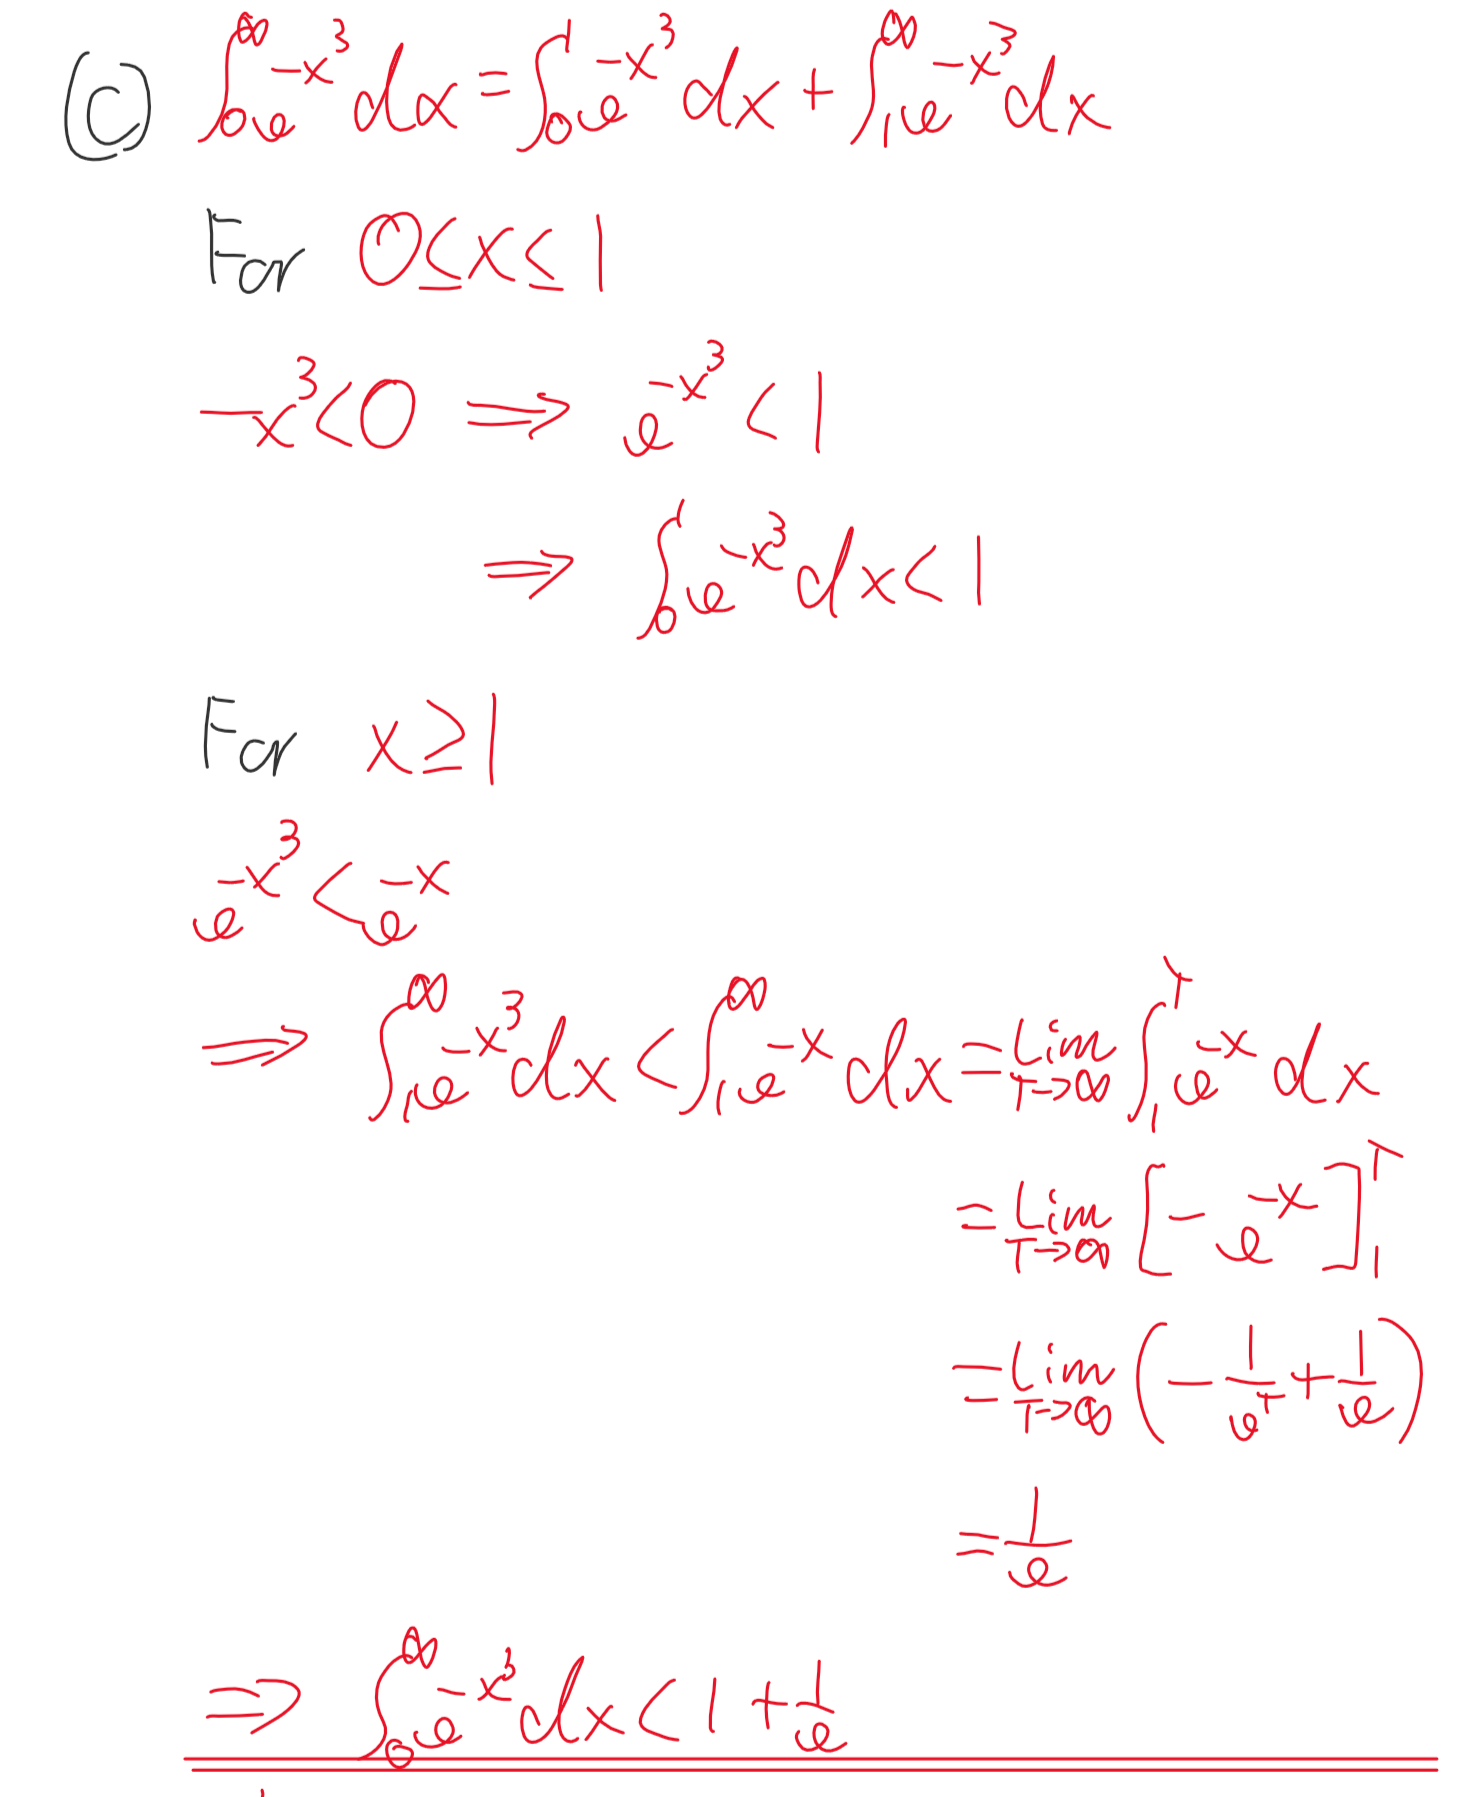 (c) ∫₀^∞ e^(-x³) dx = ∫₀^1 e^(-x³) dx + ∫₁^∞ e^(-x³) dx
For 0 ≤ x ≤ 1
-x³ < 0 ⟹ e^(-x³) < 1
⟹ ∫₀^1 e^(-x³) dx < 1
For x ≥ 1
e^(-x³) < e^(-x)
⟹ ∫₁^∞ e^(-x³) dx < ∫₁^∞ e^(-x) dx = lim_(T→∞) ∫₁^T e^(-x) dx
= lim_(T→∞) [-e^(-x)]₁^T
= lim_(T→∞) (-1/e^T + 1/e)
= 1/e
⟹ ∫₀^∞ e^(-x³) dx < 1 + 1/e